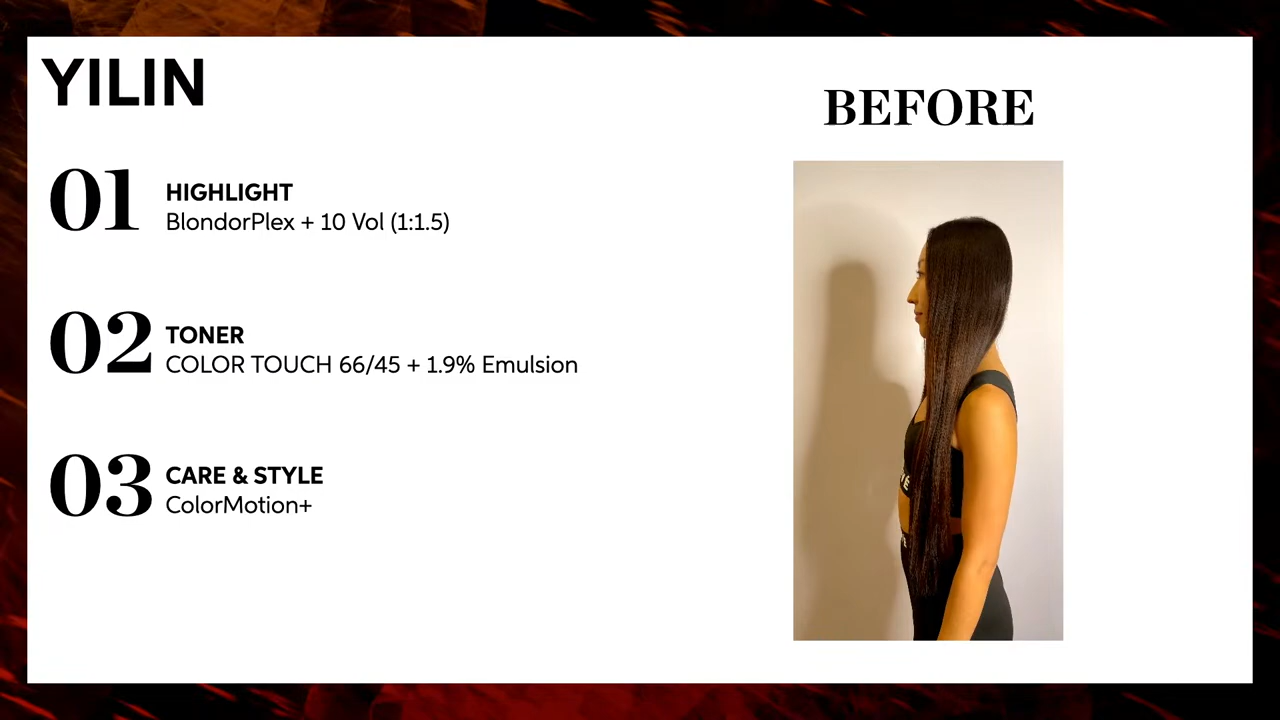 YILIN
BEFORE
01
HIGHLIGHT
BlondorPlex + 10 Vol (1:1.5)
02
TONER
COLOR TOUCH 66/45 + 1.9% Emulsion
03
CARE & STYLE
ColorMotion+